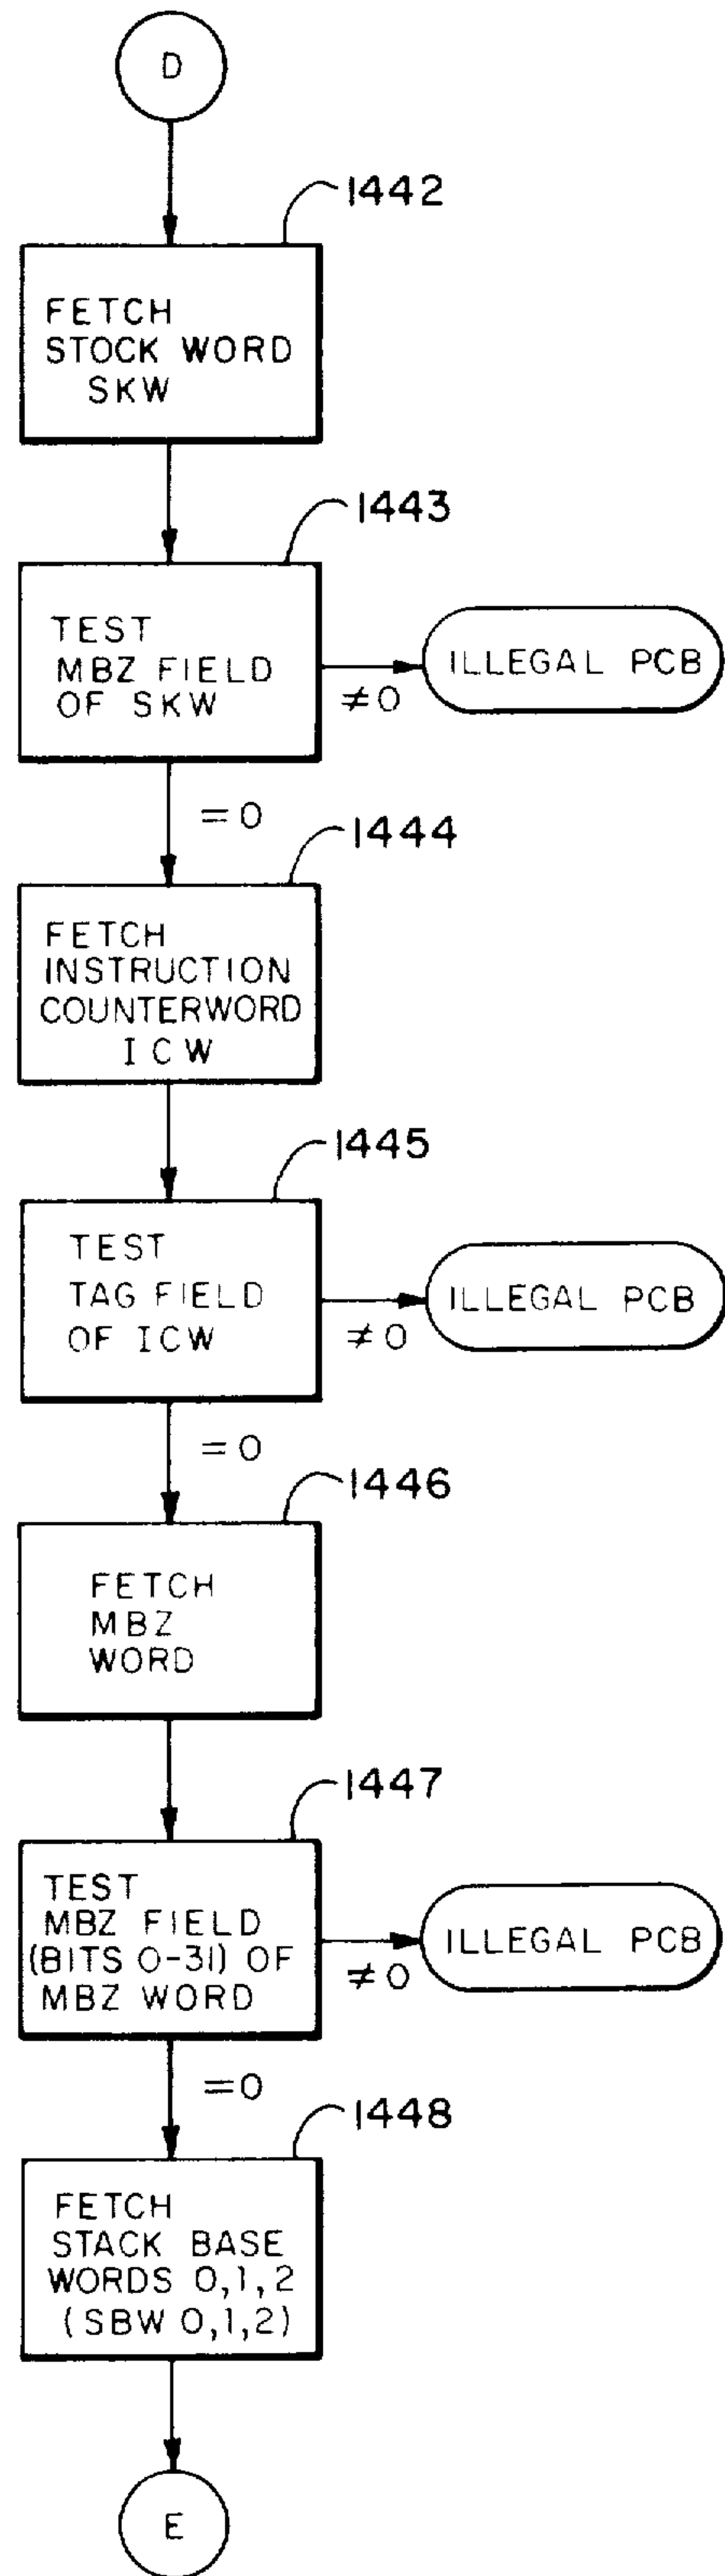 D
1442
FETCH
STOCK WORD
SKW
1443
TEST
MBZ FIELD
OF SKW
≠0
ILLEGAL PCB
=0
1444
FETCH
INSTRUCTION
COUNTERWORD
ICW
1445
TEST
TAG FIELD
OF ICW
≠0
ILLEGAL PCB
=0
1446
FETCH
MBZ
WORD
1447
TEST
MBZ FIELD
(BITS 0-31) OF
MBZ WORD
≠0
ILLEGAL PCB
=0
1448
FETCH
STACK BASE
WORDS 0,1,2
(SBW 0,1,2)
E